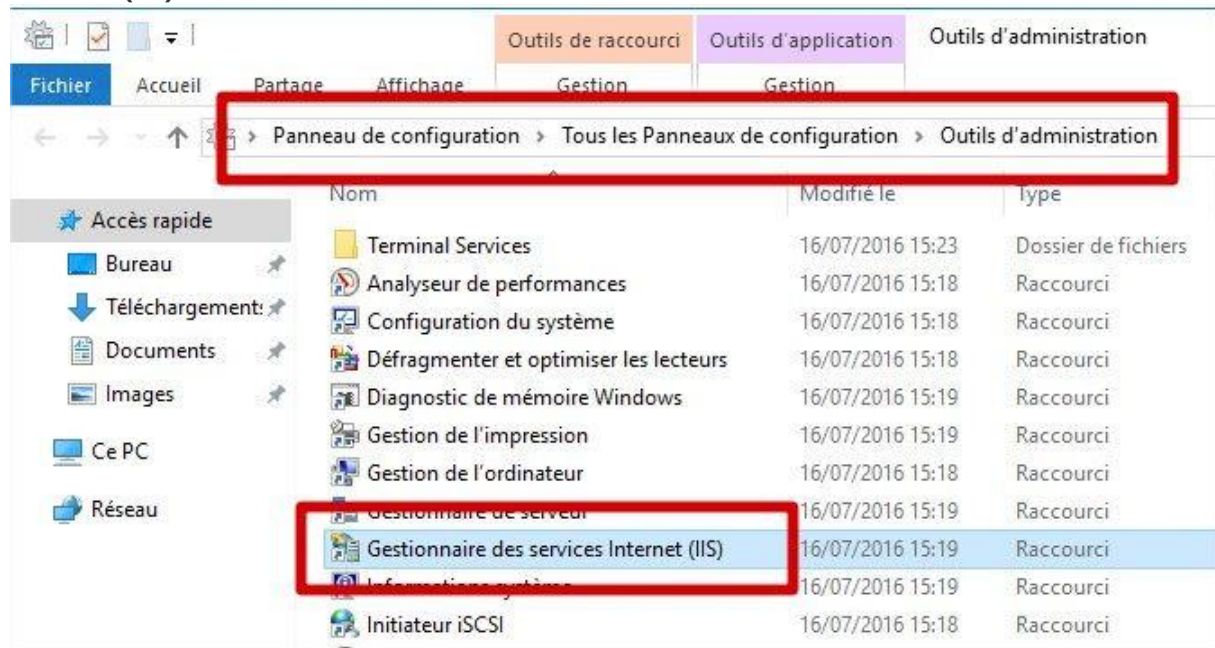 Outils de raccourci Outils d'application Outils d'administration
Fichier Accueil Partage Affichage Gestion Gestion
Panneau de configuration > Tous les Panneaux de configuration > Outils d'administration
Nom Modifié le Type
Accès rapide
Bureau
Téléchargement
Documents
Images
Ce PC
Réseau
Terminal Services 16/07/2016 15:23 Dossier de fichiers
Analyseur de performances 16/07/2016 15:18 Raccourci
Configuration du système 16/07/2016 15:18 Raccourci
Défragmenter et optimiser les lecteurs 16/07/2016 15:18 Raccourci
Diagnostic de mémoire Windows 16/07/2016 15:19 Raccourci
Gestion de l'impression 16/07/2016 15:19 Raccourci
Gestion de l'ordinateur 16/07/2016 15:18 Raccourci
Gestionnaire de serveur 16/07/2016 15:19 Raccourci
Gestionnaire des services Internet (IIS) 16/07/2016 15:19 Raccourci
Informations système 16/07/2016 15:19 Raccourci
Initiateur iSCSI 16/07/2016 15:18 Raccourci